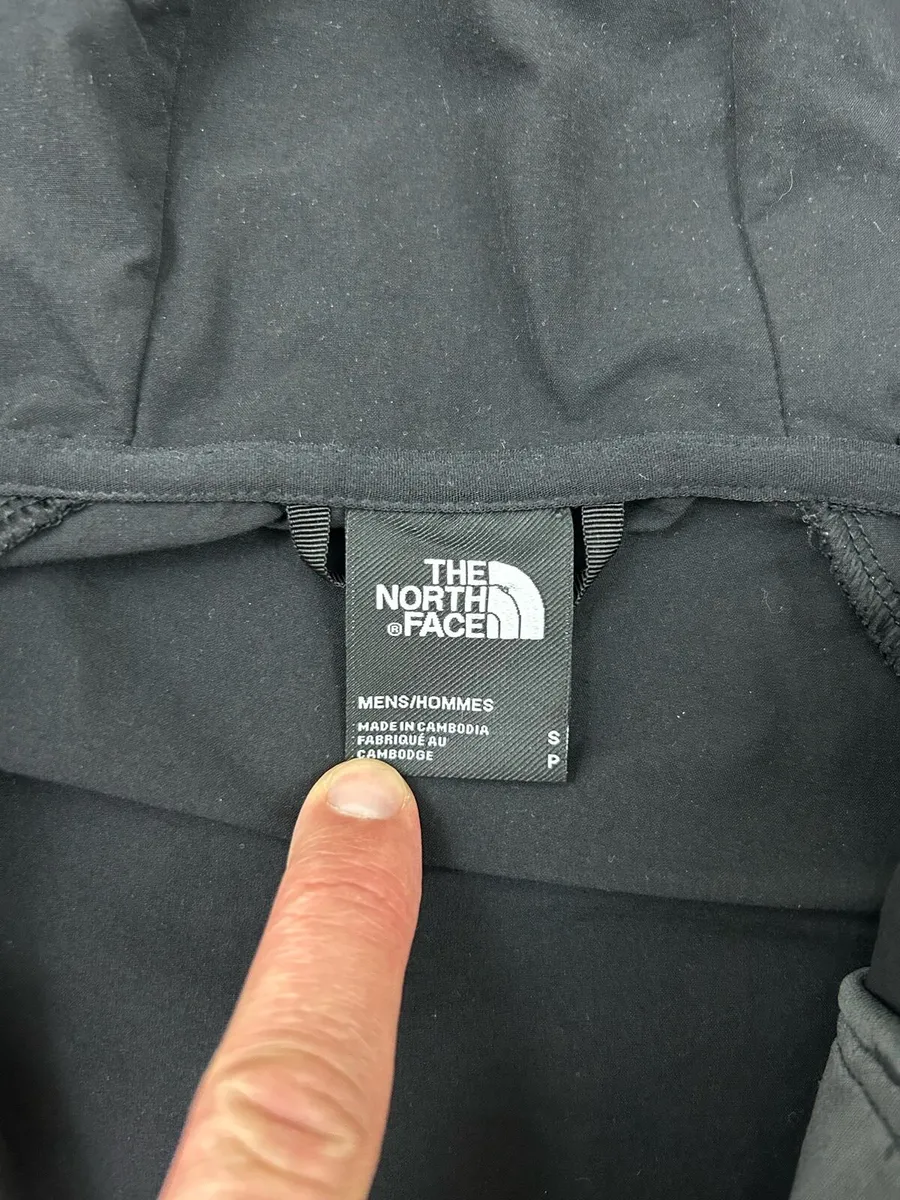 THE
NORTH
®FACE
MENS/HOMMES
MADE IN CAMBODIA
FABRIQUÉ AU
CAMBODGE
S
P